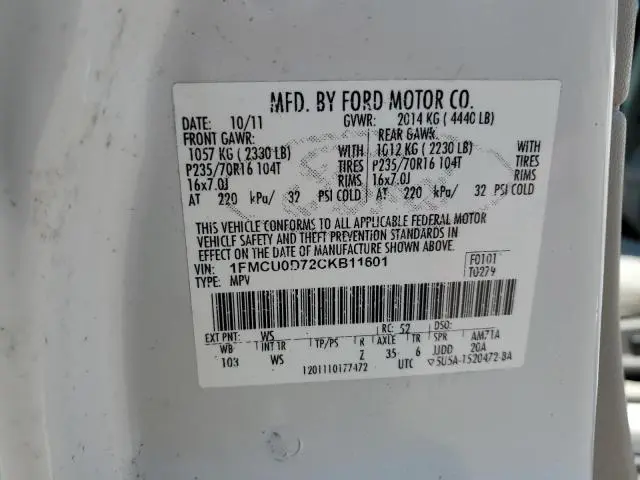 MFD. BY FORD MOTOR CO.
DATE: 10/11 GVWR: 2014 KG ( 4440 LB)
FRONT GAWR: REAR GAWR:
1057 KG ( 2330 LB) WITH 1012 KG ( 2230 LB) WITH
P235/70R16 104T TIRES P235/70R16 104T TIRES
16x7.0J RIMS 16x7.0J RIMS
AT 220 kPa/ 32 PSI COLD AT 220 kPa/ 32 PSI COLD
THIS VEHICLE CONFORMS TO ALL APPLICABLE FEDERAL MOTOR
VEHICLE SAFETY AND THEFT PREVENTION STANDARDS IN
EFFECT ON THE DATE OF MANUFACTURE SHOWN ABOVE.
VIN: 1FMCU0D72CKB11601 F0101
TYPE: MPV T0279
EXT PNT: WS RC: 52 DSO:
WB INT TR TP/PS R AXLE TR SPR AM71A
103 WS Z 35 6 JJDD 20A
1201110177472 UTC ▽5U5A-1520472-BA